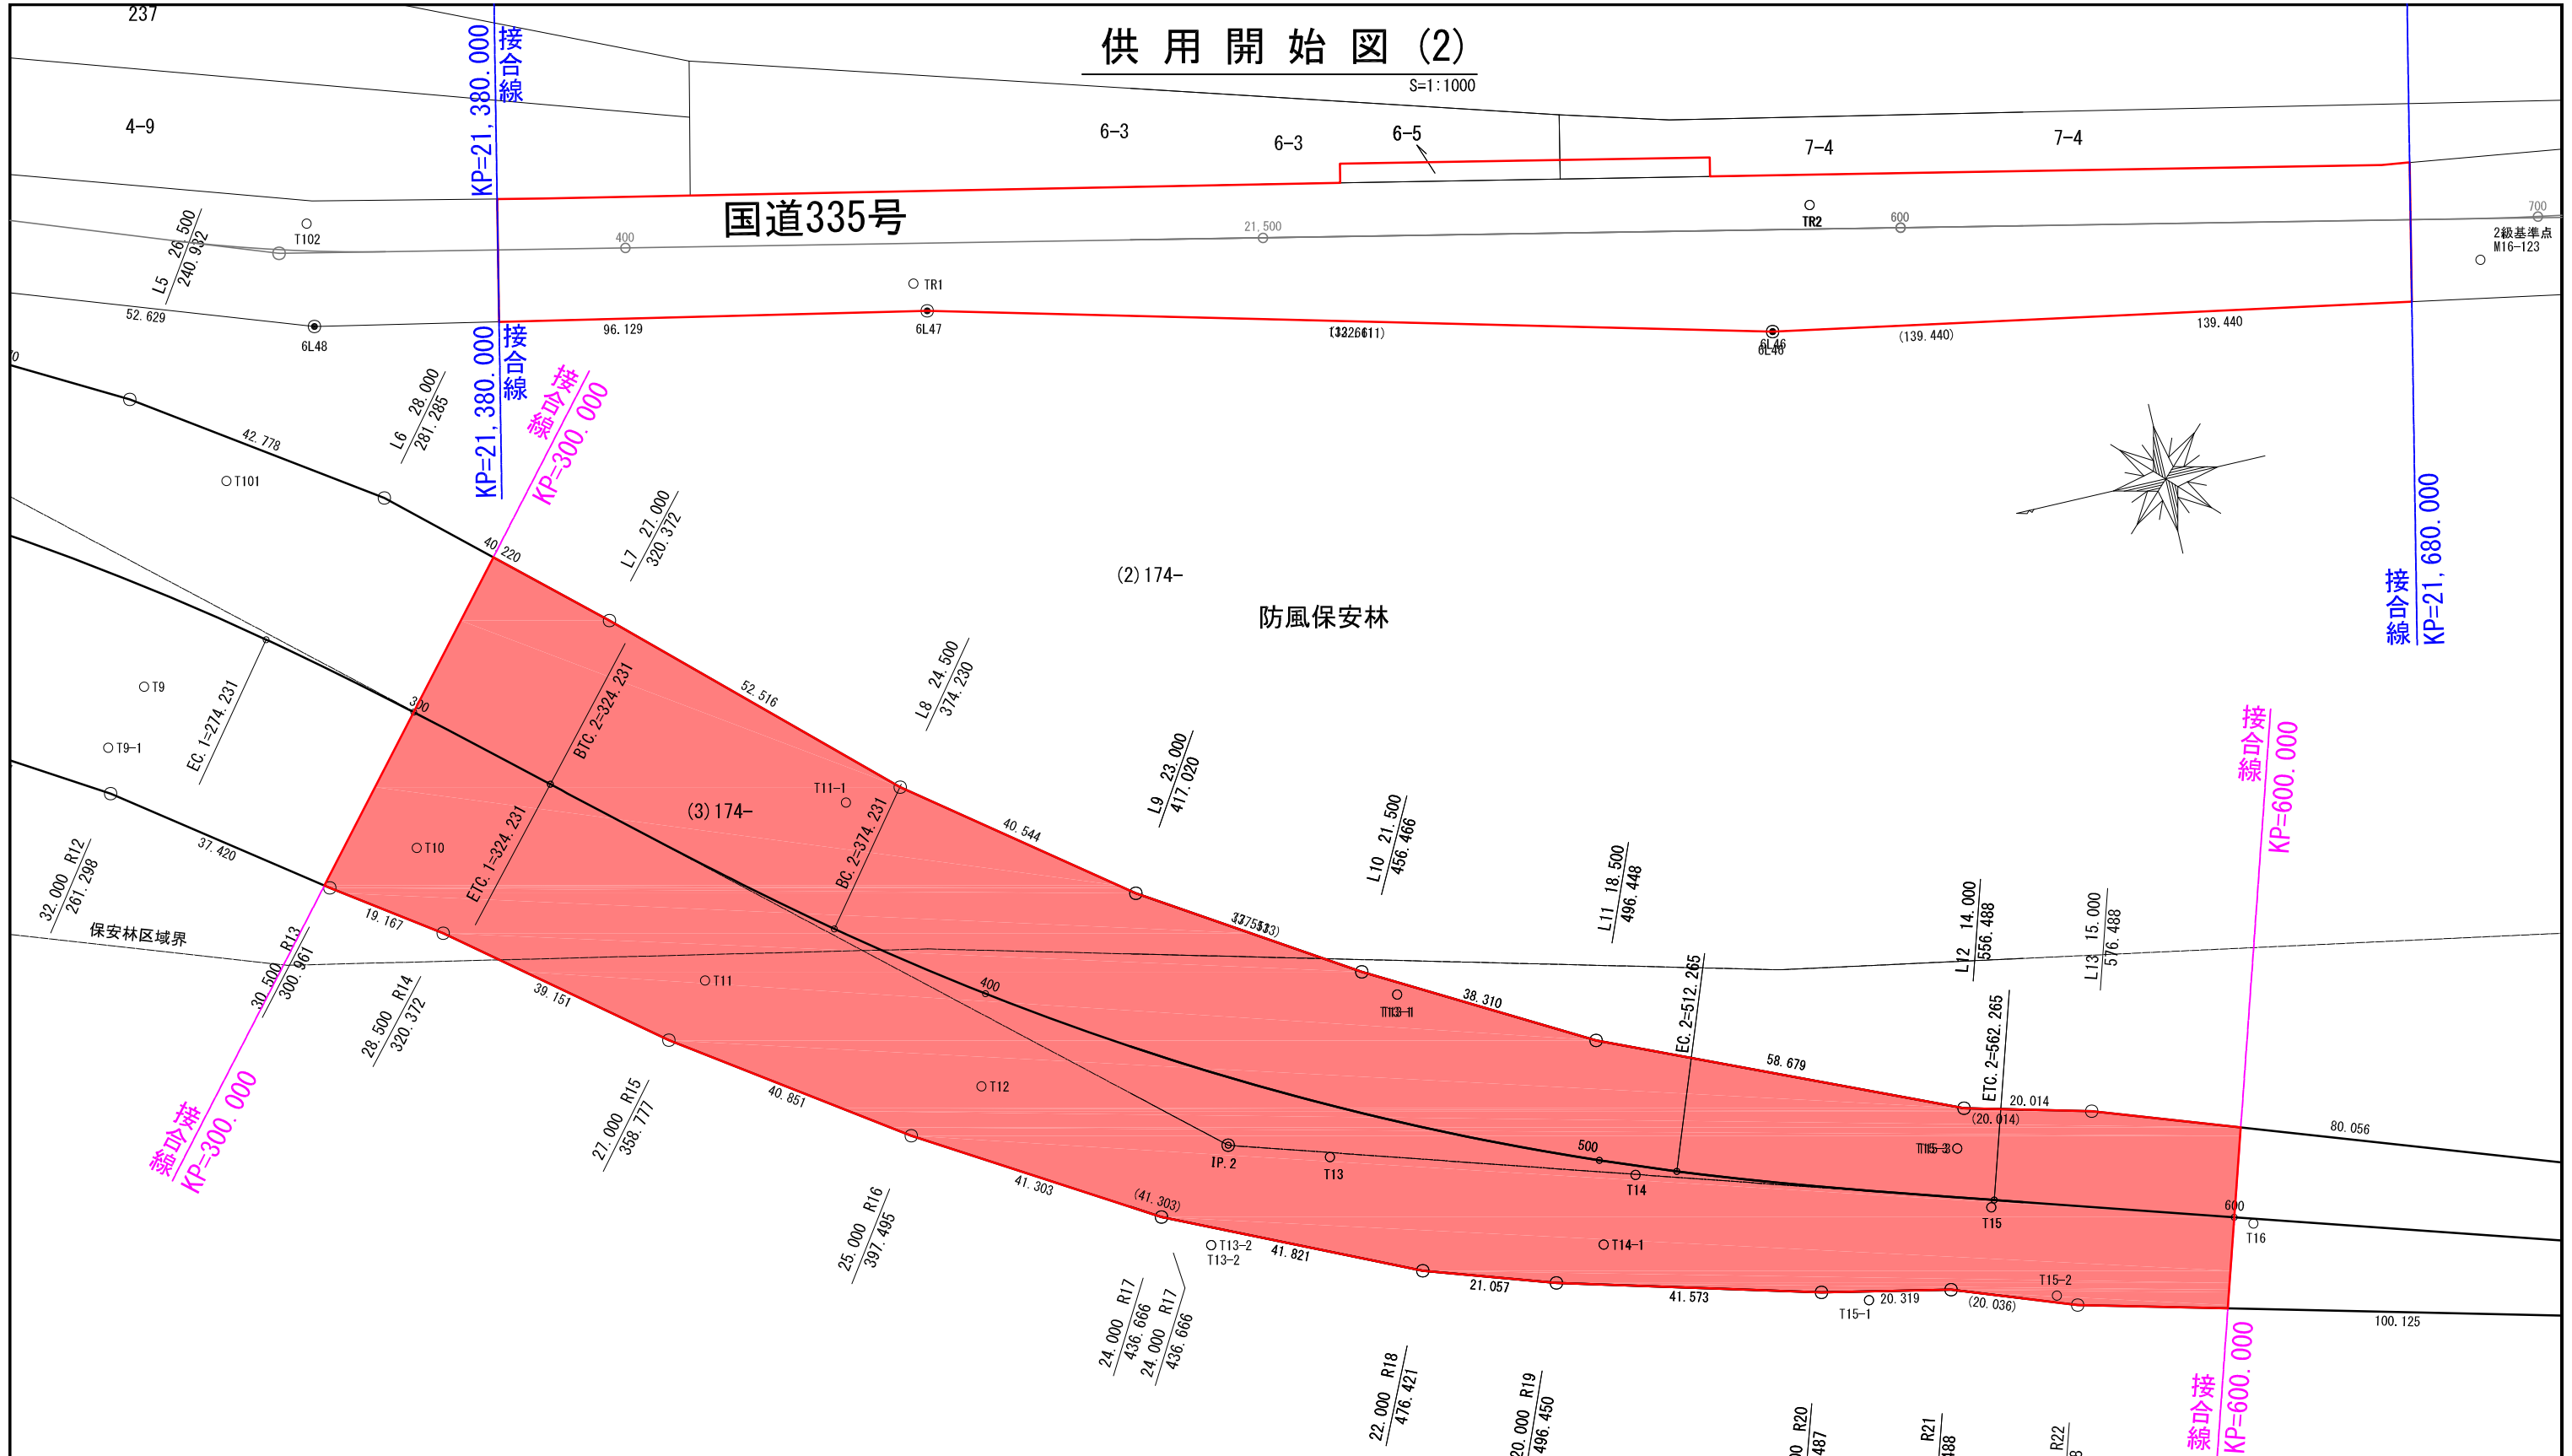 供用開始図(2)
S=1:1000
237
4-9
KP=21,380.000
接合線
6-3
6-3
6-5
7-4
7-4
国道335号
T102
400
21.500
TR2
600
700
2級基準点
M16-123
L5 26.500
240.932
TR1
52.629
6L48
96.129
6L47
6L46
6L46
(139.440)
139.440
KP=21,380.000
接合線
接合線
KP=300.000
L6 28.000
281.285
42.778
T101
40.220
L7 27.000
320.372
(2)174-
防風保安林
接合線
KP=21,680.000
T9
T9-1
EC.1=274.231
300
BTC.2=324.231
52.516
L8 24.500
374.230
接合線
KP=600.000
(3)174-
T11-1
BC.2=374.231
L9 23.000
417.020
40.544
L10 21.500
456.466
L11 18.500
496.448
37.420
T10
ETC.1=324.231
32.000 R12
261.298
保安林区域界
19.167
30.500 R13
300.961
28.500 R14
320.372
39.151
T11
400
38.310
EC.2=512.265
L12 14.000
556.488
L13 15.000
576.488
ETC.2=562.265
58.679
20.014
(20.014)
80.056
接合線
KP=300.000
27.000 R15
358.777
40.851
T12
IP.2
T13
500
T14
T15-3
T15
600
T16
25.000 R16
397.495
41.303
(41.303)
T13-2
T13-2
41.821
T14-1
21.057
41.573
T15-1
20.319
(20.036)
T15-2
100.125
24.000 R17
436.666
24.000 R17
436.666
22.000 R18
476.421
20.000 R19
496.450
R20
487
R21
R22
接合線
KP=600.000